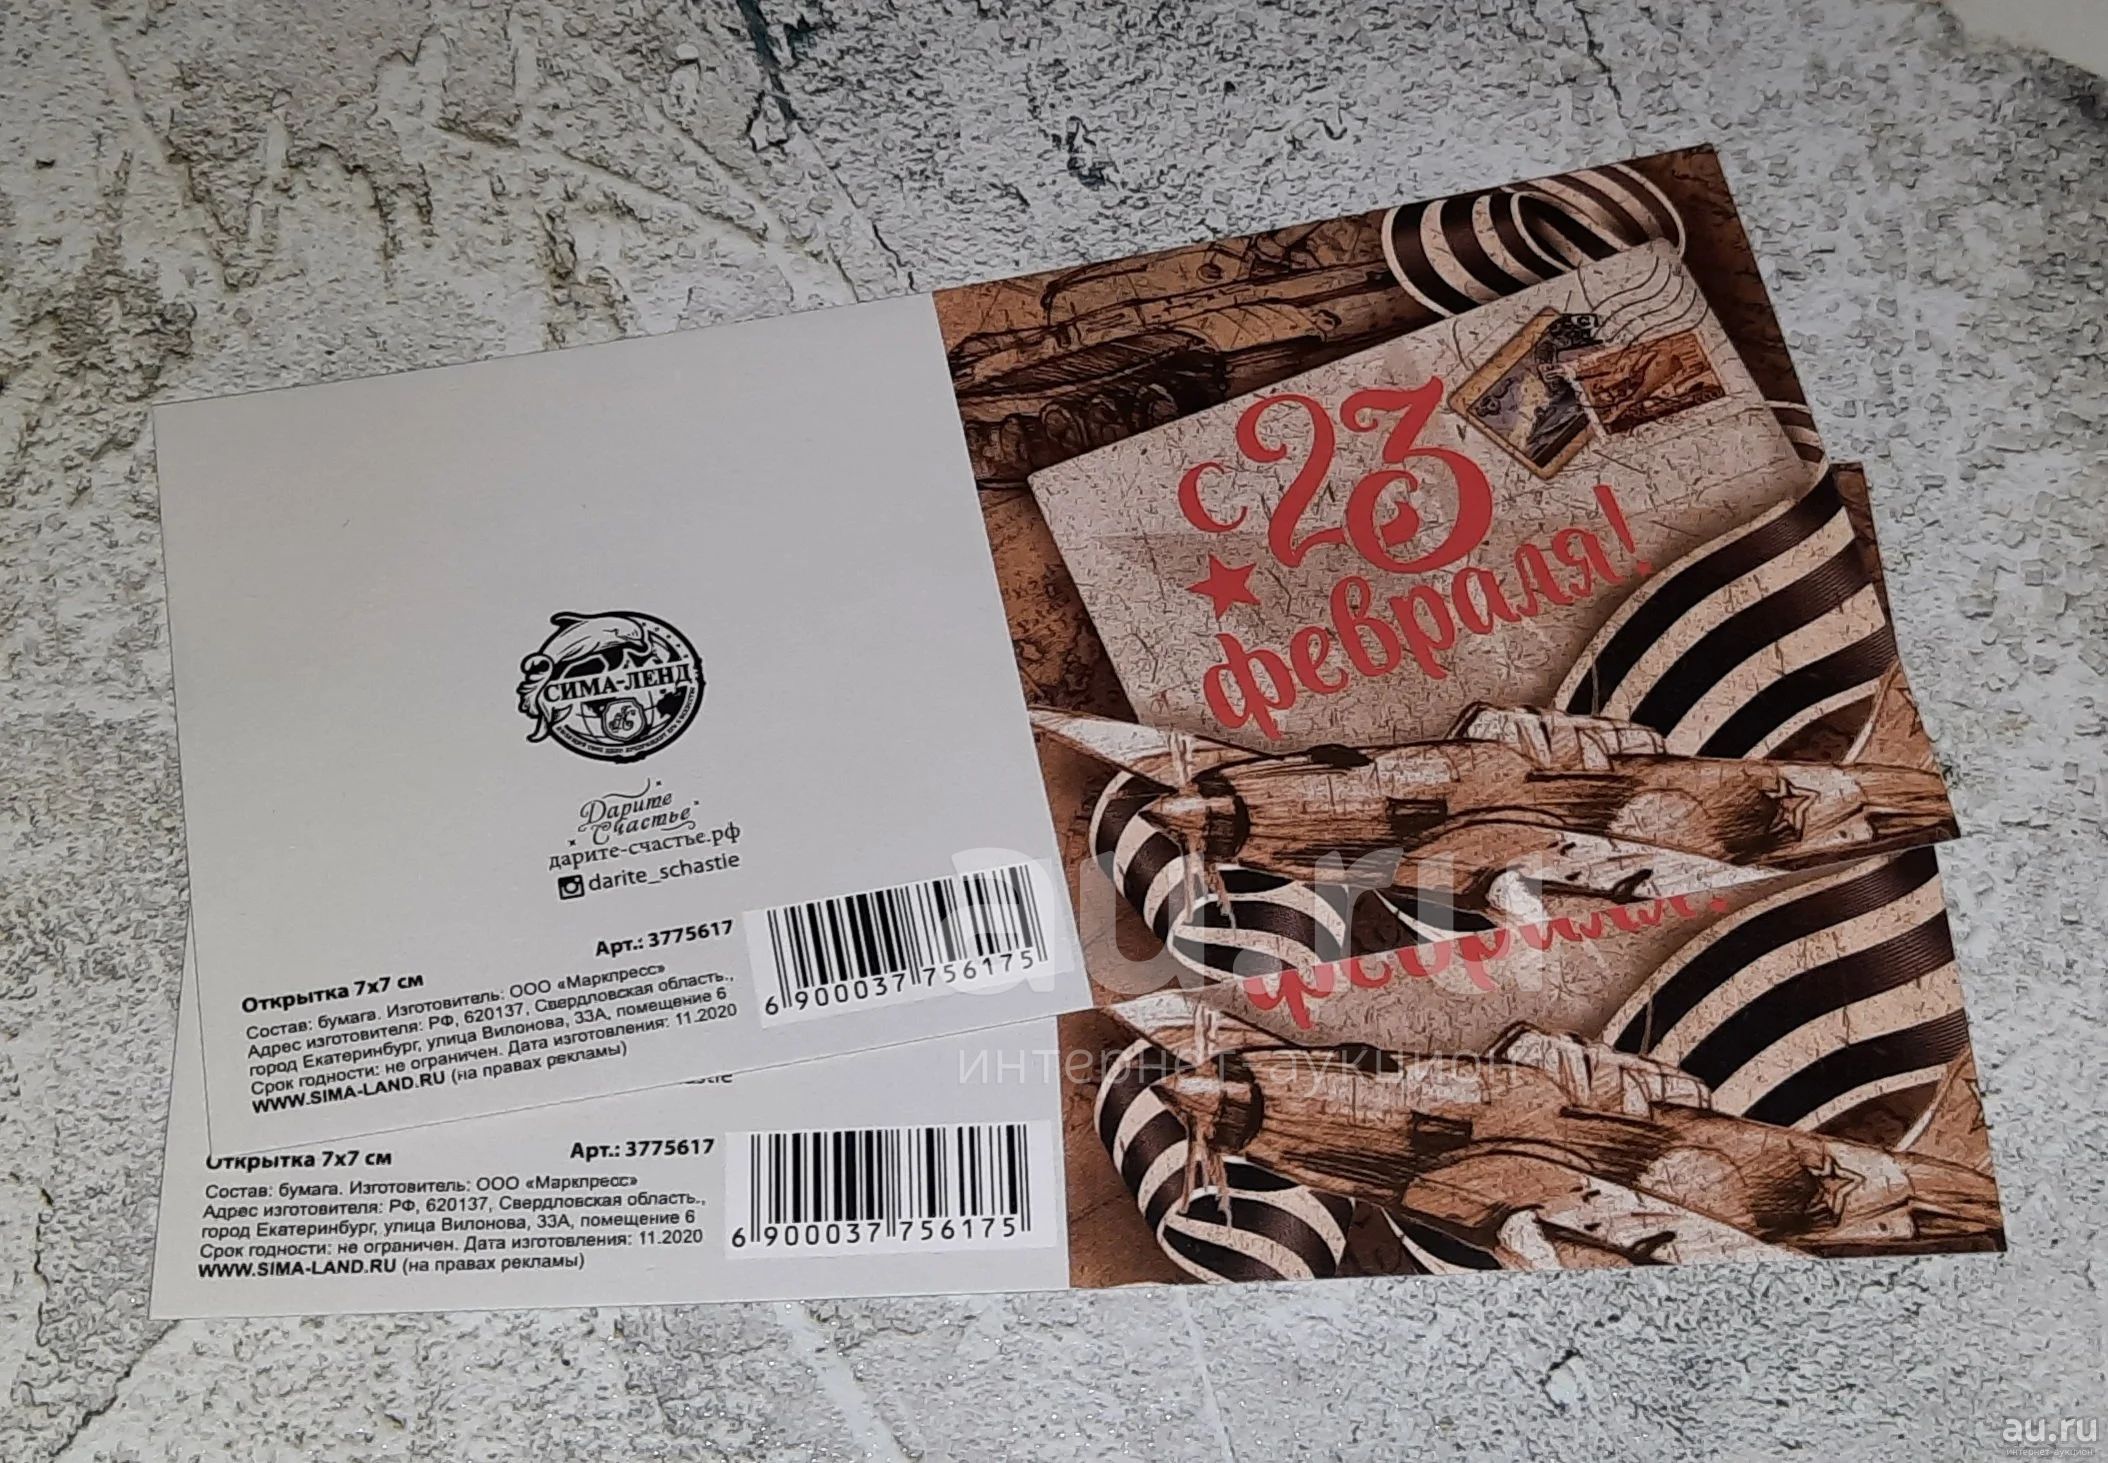 с 23
февраля!
СИМА-ЛЕНД
Дарите
Счастье
дарите-счастье.рф
darite_schastie
Арт.: 3775617
6 900037 756175
Открытка 7х7 см
Состав: бумага. Изготовитель: ООО «Маркпресс»
Адрес изготовителя: РФ, 620137, Свердловская область.,
город Екатеринбург, улица Вилонова, 33А, помещение 6
Срок годности: не ограничен. Дата изготовления: 11.2020
WWW.SIMA-LAND.RU (на правах рекламы)
февраля!
Открытка 7х7 см
Арт.: 3775617
Состав: бумага. Изготовитель: ООО «Маркпресс»
Адрес изготовителя: РФ, 620137, Свердловская область.,
город Екатеринбург, улица Вилонова, 33А, помещение 6
Срок годности: не ограничен. Дата изготовления: 11.2020
WWW.SIMA-LAND.RU (на правах рекламы)
6 900037 756175
au.ru
интернет-аукцион
au.ru
интернет-аукцион